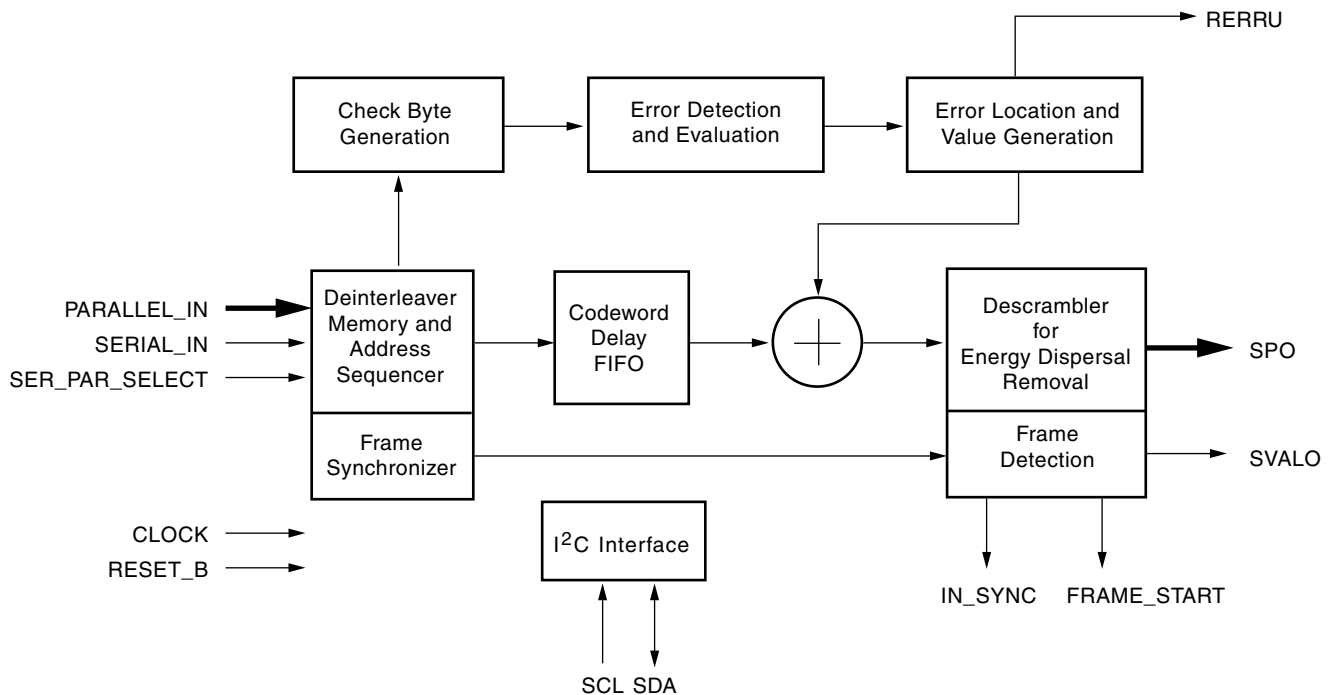 RERRU
Check Byte
Generation
Error Detection
and Evaluation
Error Location and
Value Generation
PARALLEL_IN
SERIAL_IN
SER_PAR_SELECT
Deinterleaver
Memory and
Address
Sequencer
Codeword
Delay
FIFO
Descrambler
for
Energy Dispersal
Removal
SPO
Frame
Synchronizer
Frame
Detection
SVALO
CLOCK
RESET_B
I²C Interface
IN_SYNC
FRAME_START
SCL
SDA